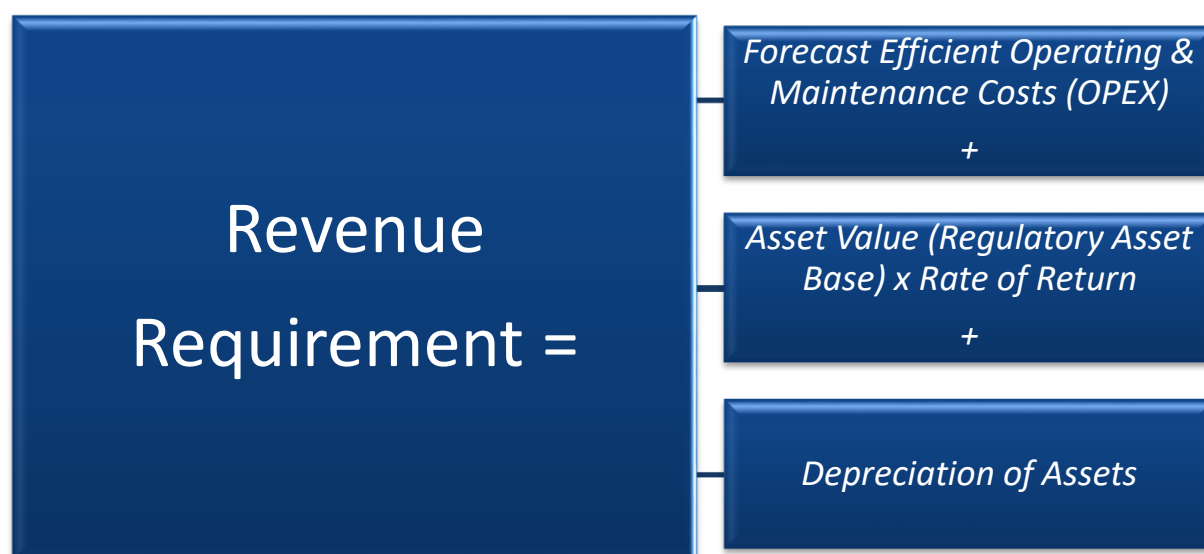 Revenue
Requirement =
Forecast Efficient Operating &
Maintenance Costs (OPEX)
+
Asset Value (Regulatory Asset
Base) x Rate of Return
+
Depreciation of Assets